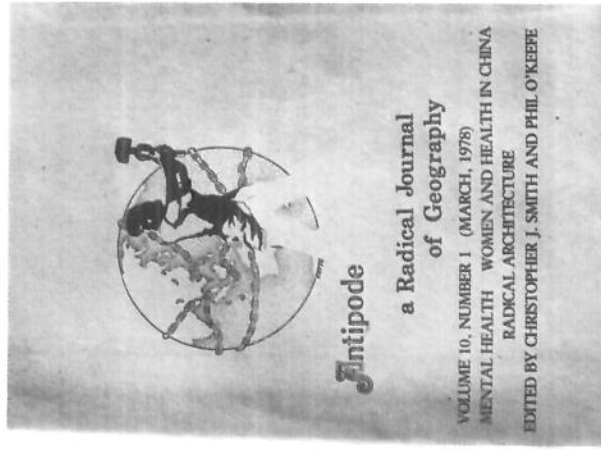 Antipode
a Radical Journal
of Geography
VOLUME 10, NUMBER 1 (MARCH, 1978)
MENTAL HEALTH WOMEN AND HEALTH IN CHINA
RADICAL ARCHITECTURE
EDITED BY CHRISTOPHER J. SMITH AND PHIL O'KEEFE